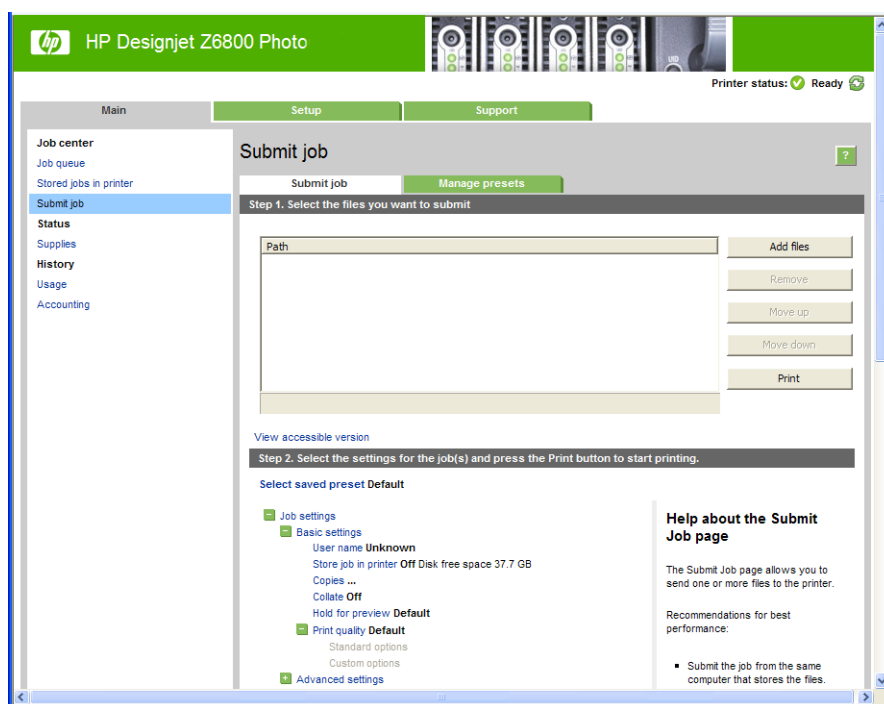 hp HP Designjet Z6800 Photo
UID
Printer status: Ready
Main Setup Support
Job center
Job queue
Stored jobs in printer
Submit job
Status
Supplies
History
Usage
Accounting
Submit job
?
Submit job Manage presets
Step 1. Select the files you want to submit
Path
Add files
Remove
Move up
Move down
Print
View accessible version
Step 2. Select the settings for the job(s) and press the Print button to start printing.
Select saved preset Default
Job settings
Basic settings
User name Unknown
Store job in printer Off Disk free space 37.7 GB
Copies ...
Collate Off
Hold for preview Default
Print quality Default
Standard options
Custom options
Advanced settings
Help about the Submit
Job page
The Submit Job page allows you to
send one or more files to the printer.
Recommendations for best
performance:
▪ Submit the job from the same
computer that stores the files.